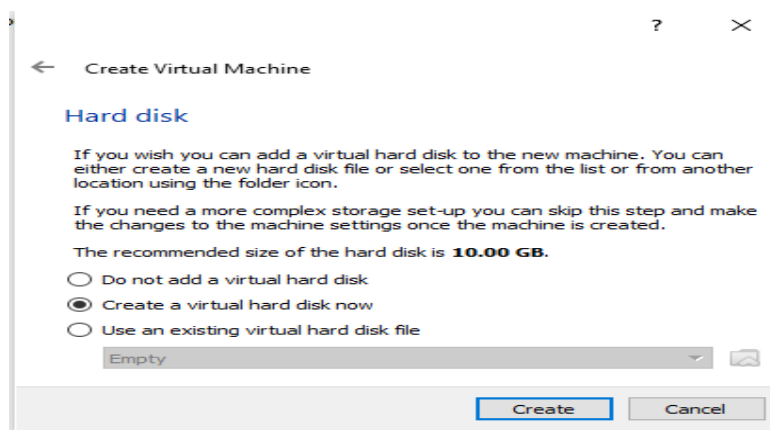 ?
Create Virtual Machine
Hard disk
If you wish you can add a virtual hard disk to the new machine. You can
either create a new hard disk file or select one from the list or from another
location using the folder icon.
If you need a more complex storage set-up you can skip this step and make
the changes to the machine settings once the machine is created.
The recommended size of the hard disk is 10.00 GB.
Do not add a virtual hard disk
Create a virtual hard disk now
Use an existing virtual hard disk file
Empty
Create Cancel